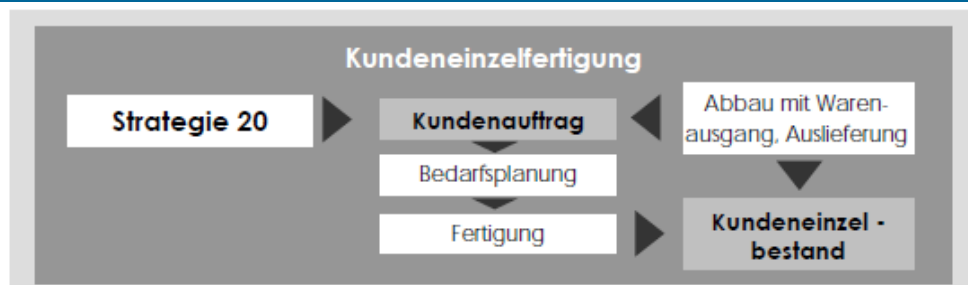 Kundeneinzelfertigung
Strategie 20
Kundenauftrag
Abbau mit Waren-
ausgang, Auslieferung
Bedarfsplanung
Fertigung
Kundeneinzel -
bestand